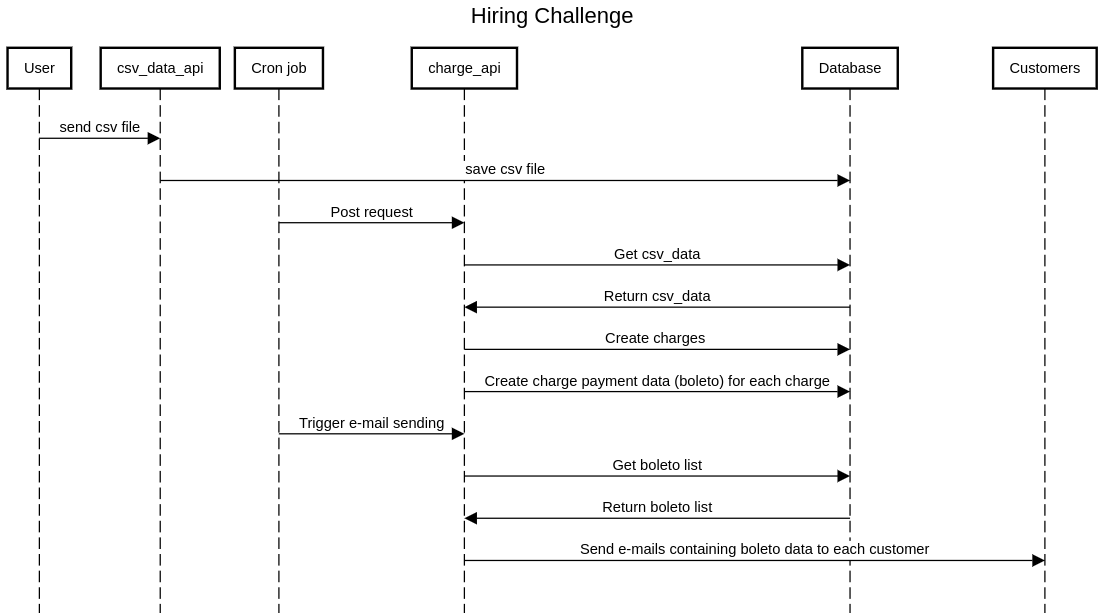 Hiring Challenge
User
csv_data_api
Cron job
charge_api
Database
Customers
send csv file
save csv file
Post request
Get csv_data
Return csv_data
Create charges
Create charge payment data (boleto) for each charge
Trigger e-mail sending
Get boleto list
Return boleto list
Send e-mails containing boleto data to each customer